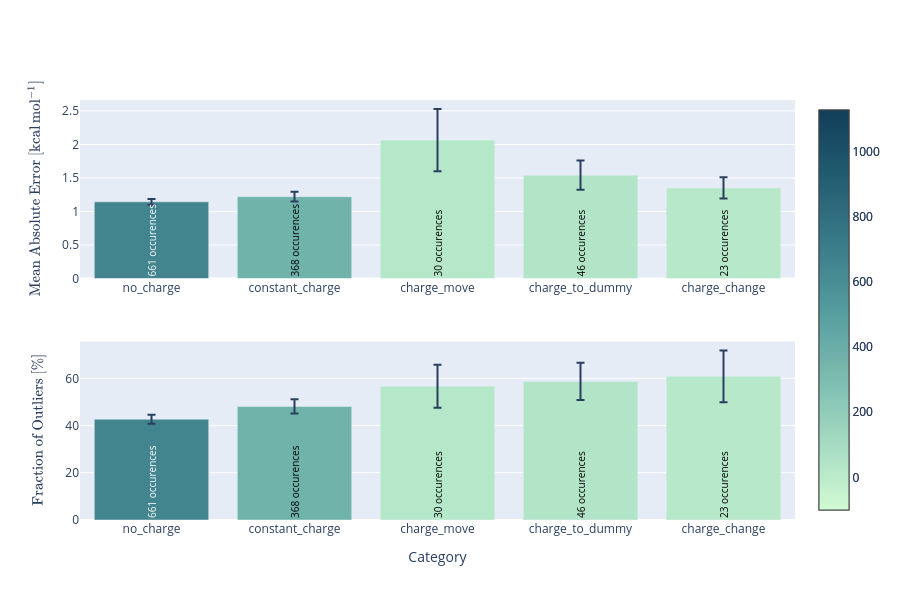 Mean Absolute Error [kcal mol⁻¹]
2.5
2
1.5
1
0.5
0
661 occurences
368 occurences
30 occurences
46 occurences
23 occurences
no_charge
constant_charge
charge_move
charge_to_dummy
charge_change
Fraction of Outliers [%]
60
40
20
0
661 occurences
368 occurences
30 occurences
46 occurences
23 occurences
no_charge
constant_charge
charge_move
charge_to_dummy
charge_change
Category
1000
800
600
400
200
0